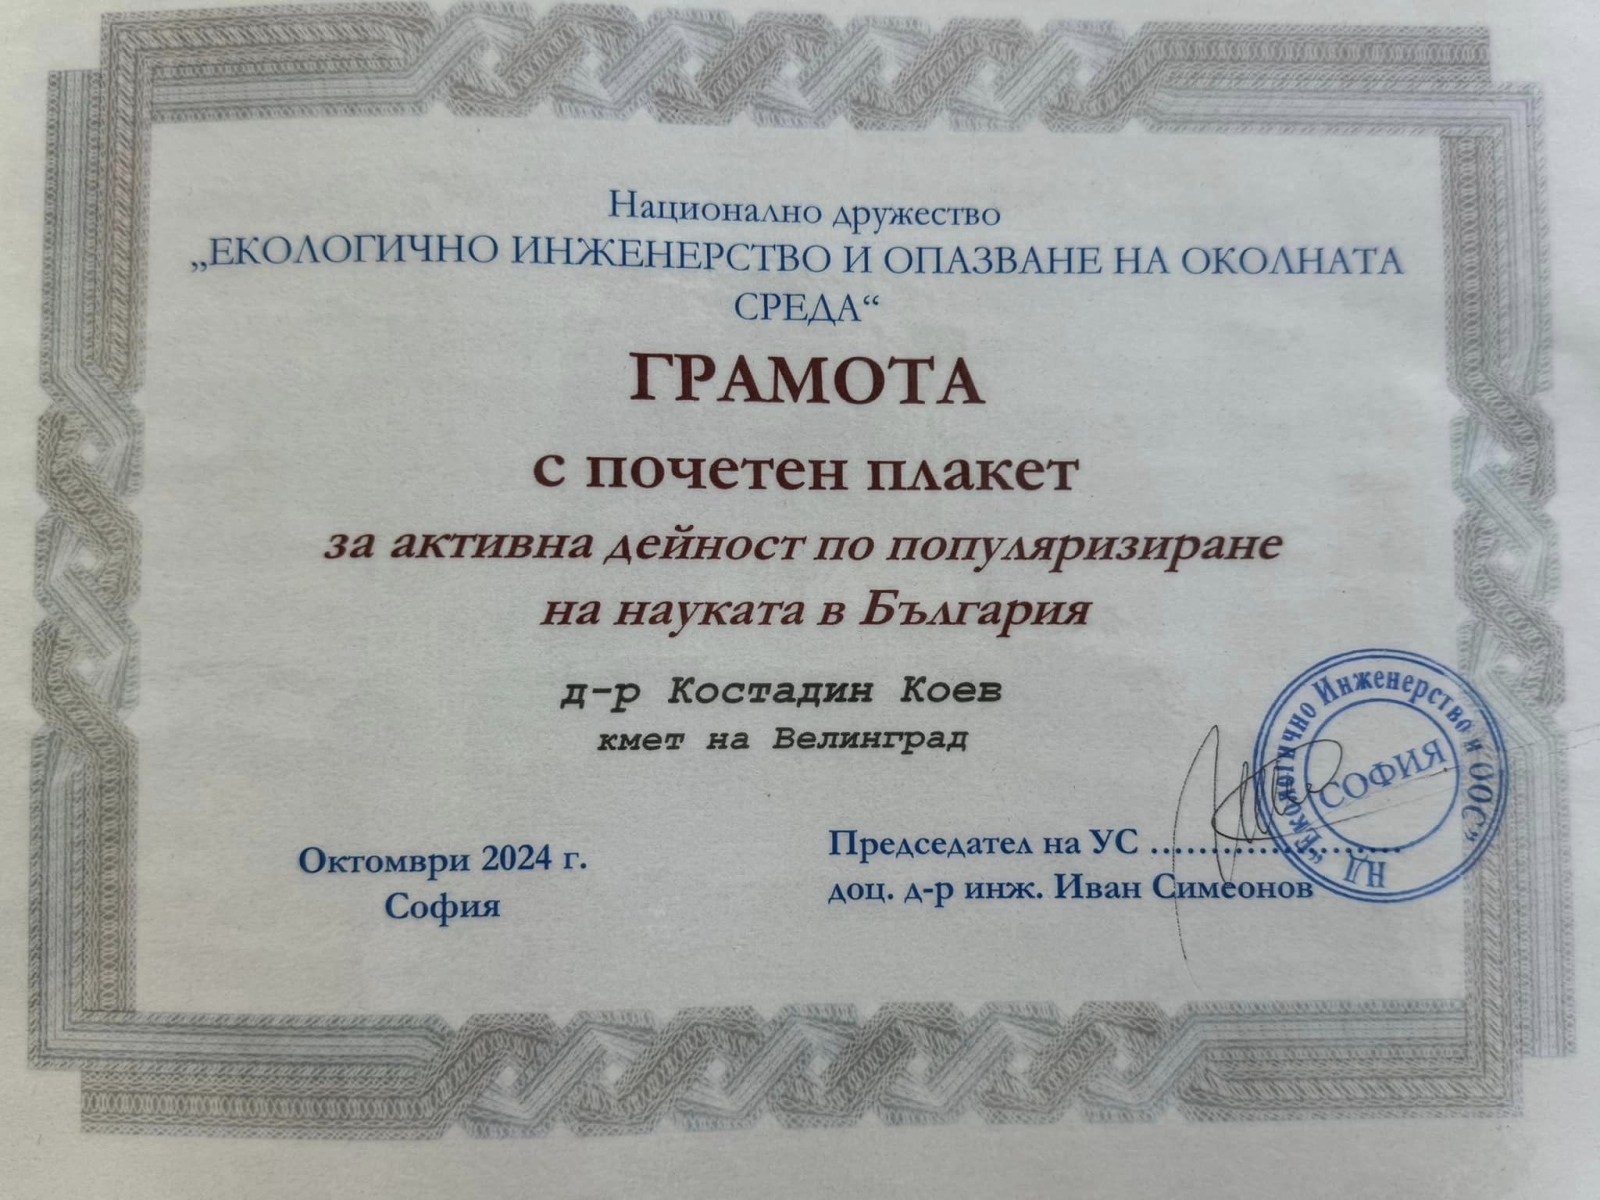 Национално дружество
„ЕКОЛОГИЧНО ИНЖЕНЕРСТВО И ОПАЗВАНЕ НА ОКОЛНАТА
СРЕДА“
ГРАМОТА
с почетен плакет
за активна дейност по популяризиране
на науката в България
д-р Костадин Коев
кмет на Велинград
Октомври 2024 г.
София
Председател на УС ........................
доц. д-р инж. Иван Симеонов
НД „Екологично Инженерство и ООС"
СОФИЯ